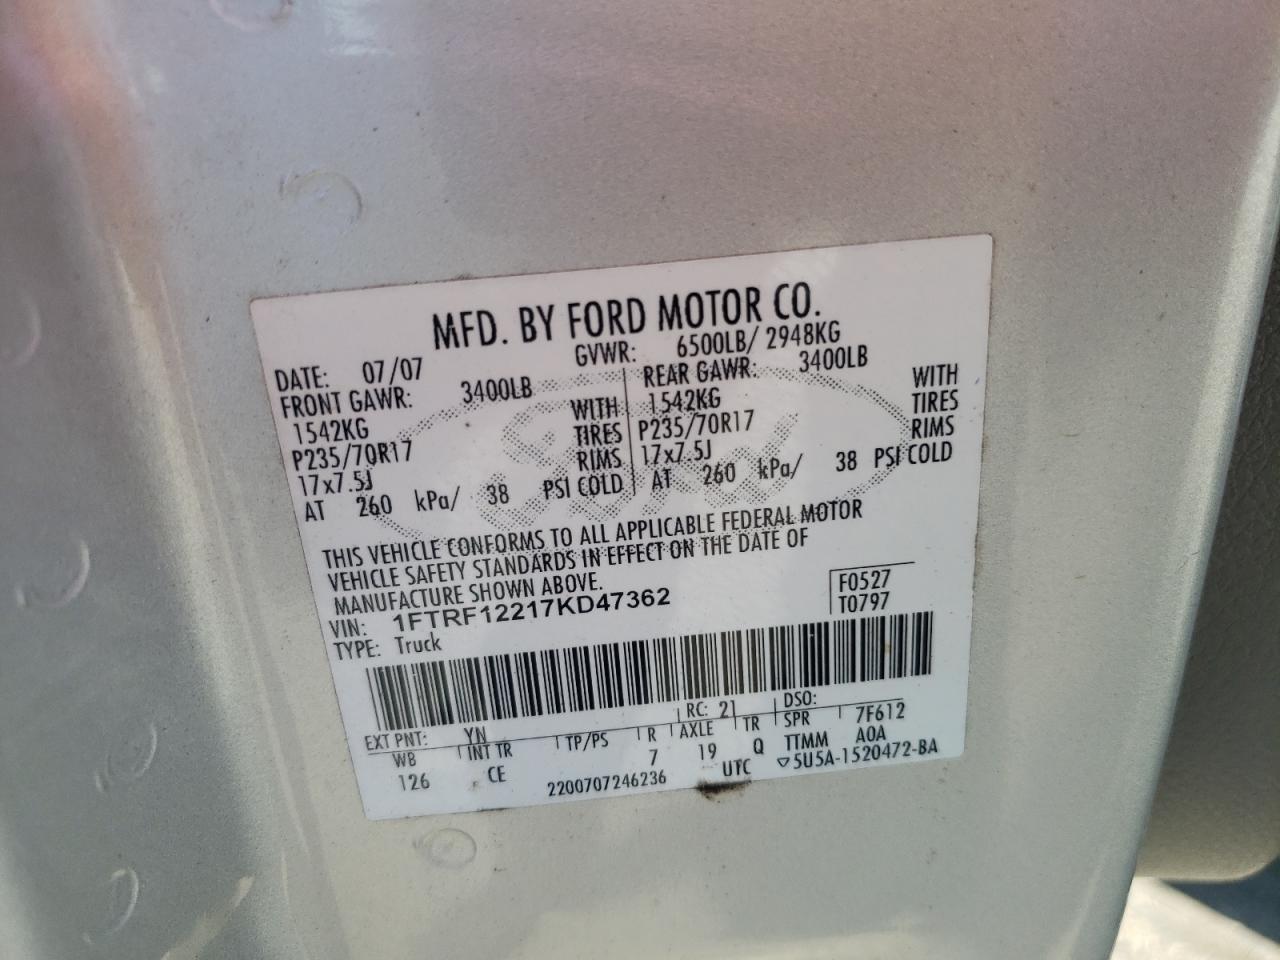 MFD. BY FORD MOTOR CO.
DATE: 07/07 GVWR: 6500LB/ 2948KG
FRONT GAWR: 3400LB REAR GAWR: 3400LB
1542KG WITH 1542KG WITH
P235/70R17 TIRES P235/70R17 TIRES
17x7.5J RIMS 17x7.5J RIMS
AT 260 kPa/ 38 PSI COLD AT 260 kPa/ 38 PSI COLD
THIS VEHICLE CONFORMS TO ALL APPLICABLE FEDERAL MOTOR
VEHICLE SAFETY STANDARDS IN EFFECT ON THE DATE OF
MANUFACTURE SHOWN ABOVE.
VIN: 1FTRF12217KD47362 F0527
TYPE: Truck T0797
EXT PNT: YN RC: 21 DSO:
WB INT TR TP/PS R AXLE TR SPR 7F612
126 CE 7 19 Q TTMM A0A
2200707246236 UTC ▽5U5A-1520472-BA